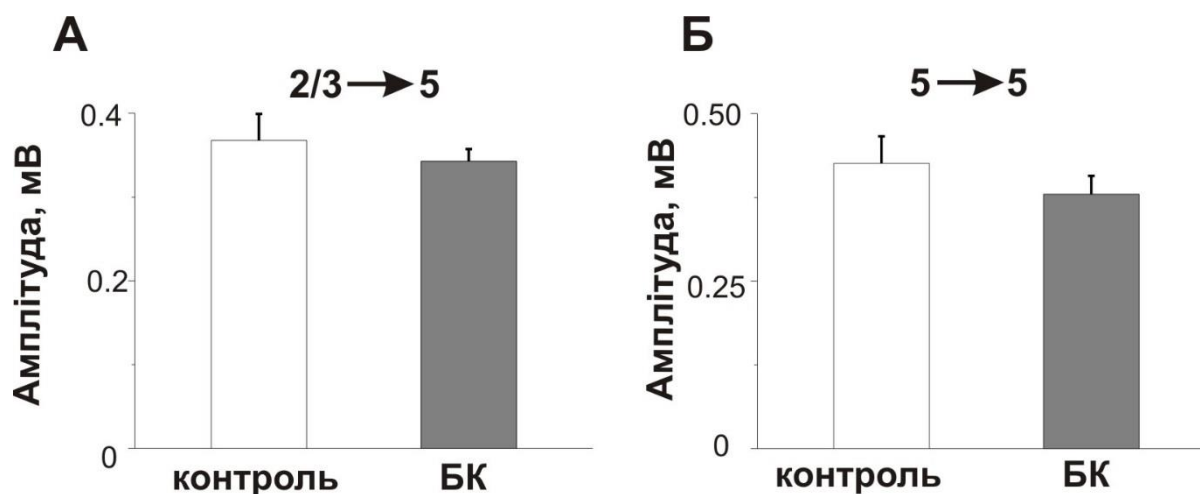 А
2/3 → 5
Амплітуда, мВ
0.4
0.2
0
контроль
БК
Б
5 → 5
Амплітуда, мВ
0.50
0.25
0
контроль
БК